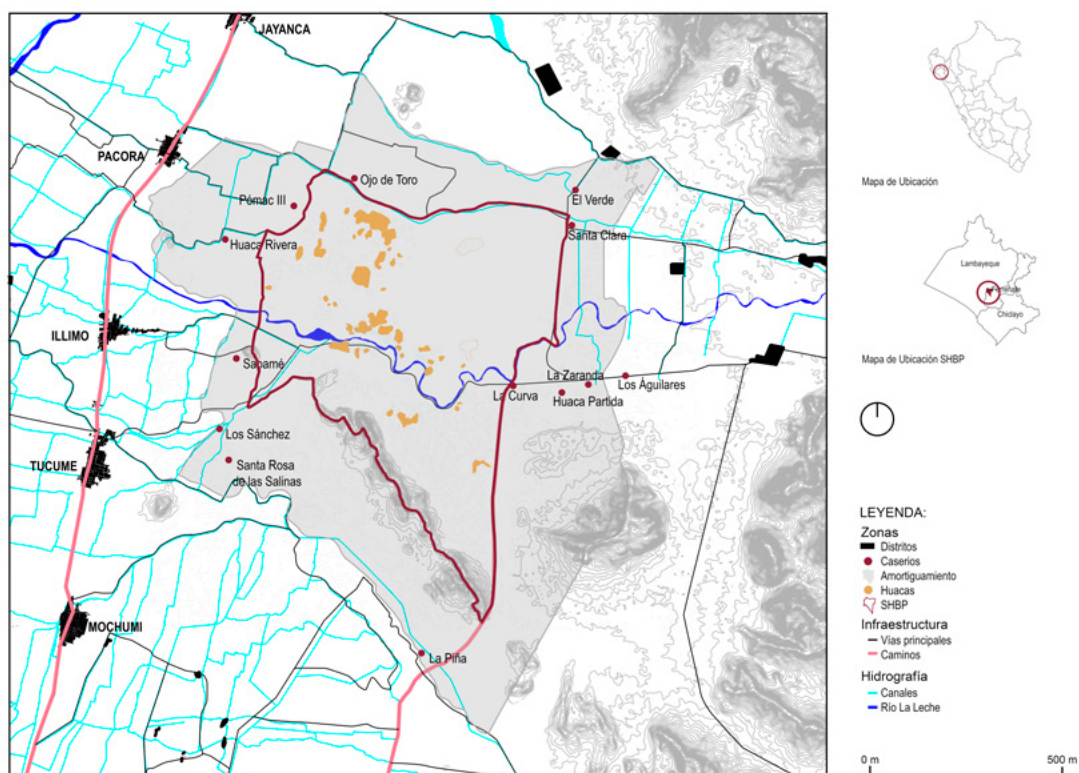 JAYANCA
PACORA
Ojo de Toro
Pómac III
El Verde
Santa Clara
Huaca Rivera
ILLIMO
Sapamé
La Zaranda
Los Aguilares
La Curva
Huaca Partida
Los Sánchez
TUCUME
Santa Rosa
de las Salinas
MOCHUMI
La Piña
Mapa de Ubicación
Lambayeque
Chiclayo
Mapa de Ubicación SHBP
LEYENDA:
Zonas
Distritos
Caserios
Amortiguamiento
Huacas
SHBP
Infraestructura
Vías principales
Caminos
Hidrografía
Canales
Río La Leche
0 m
500 m